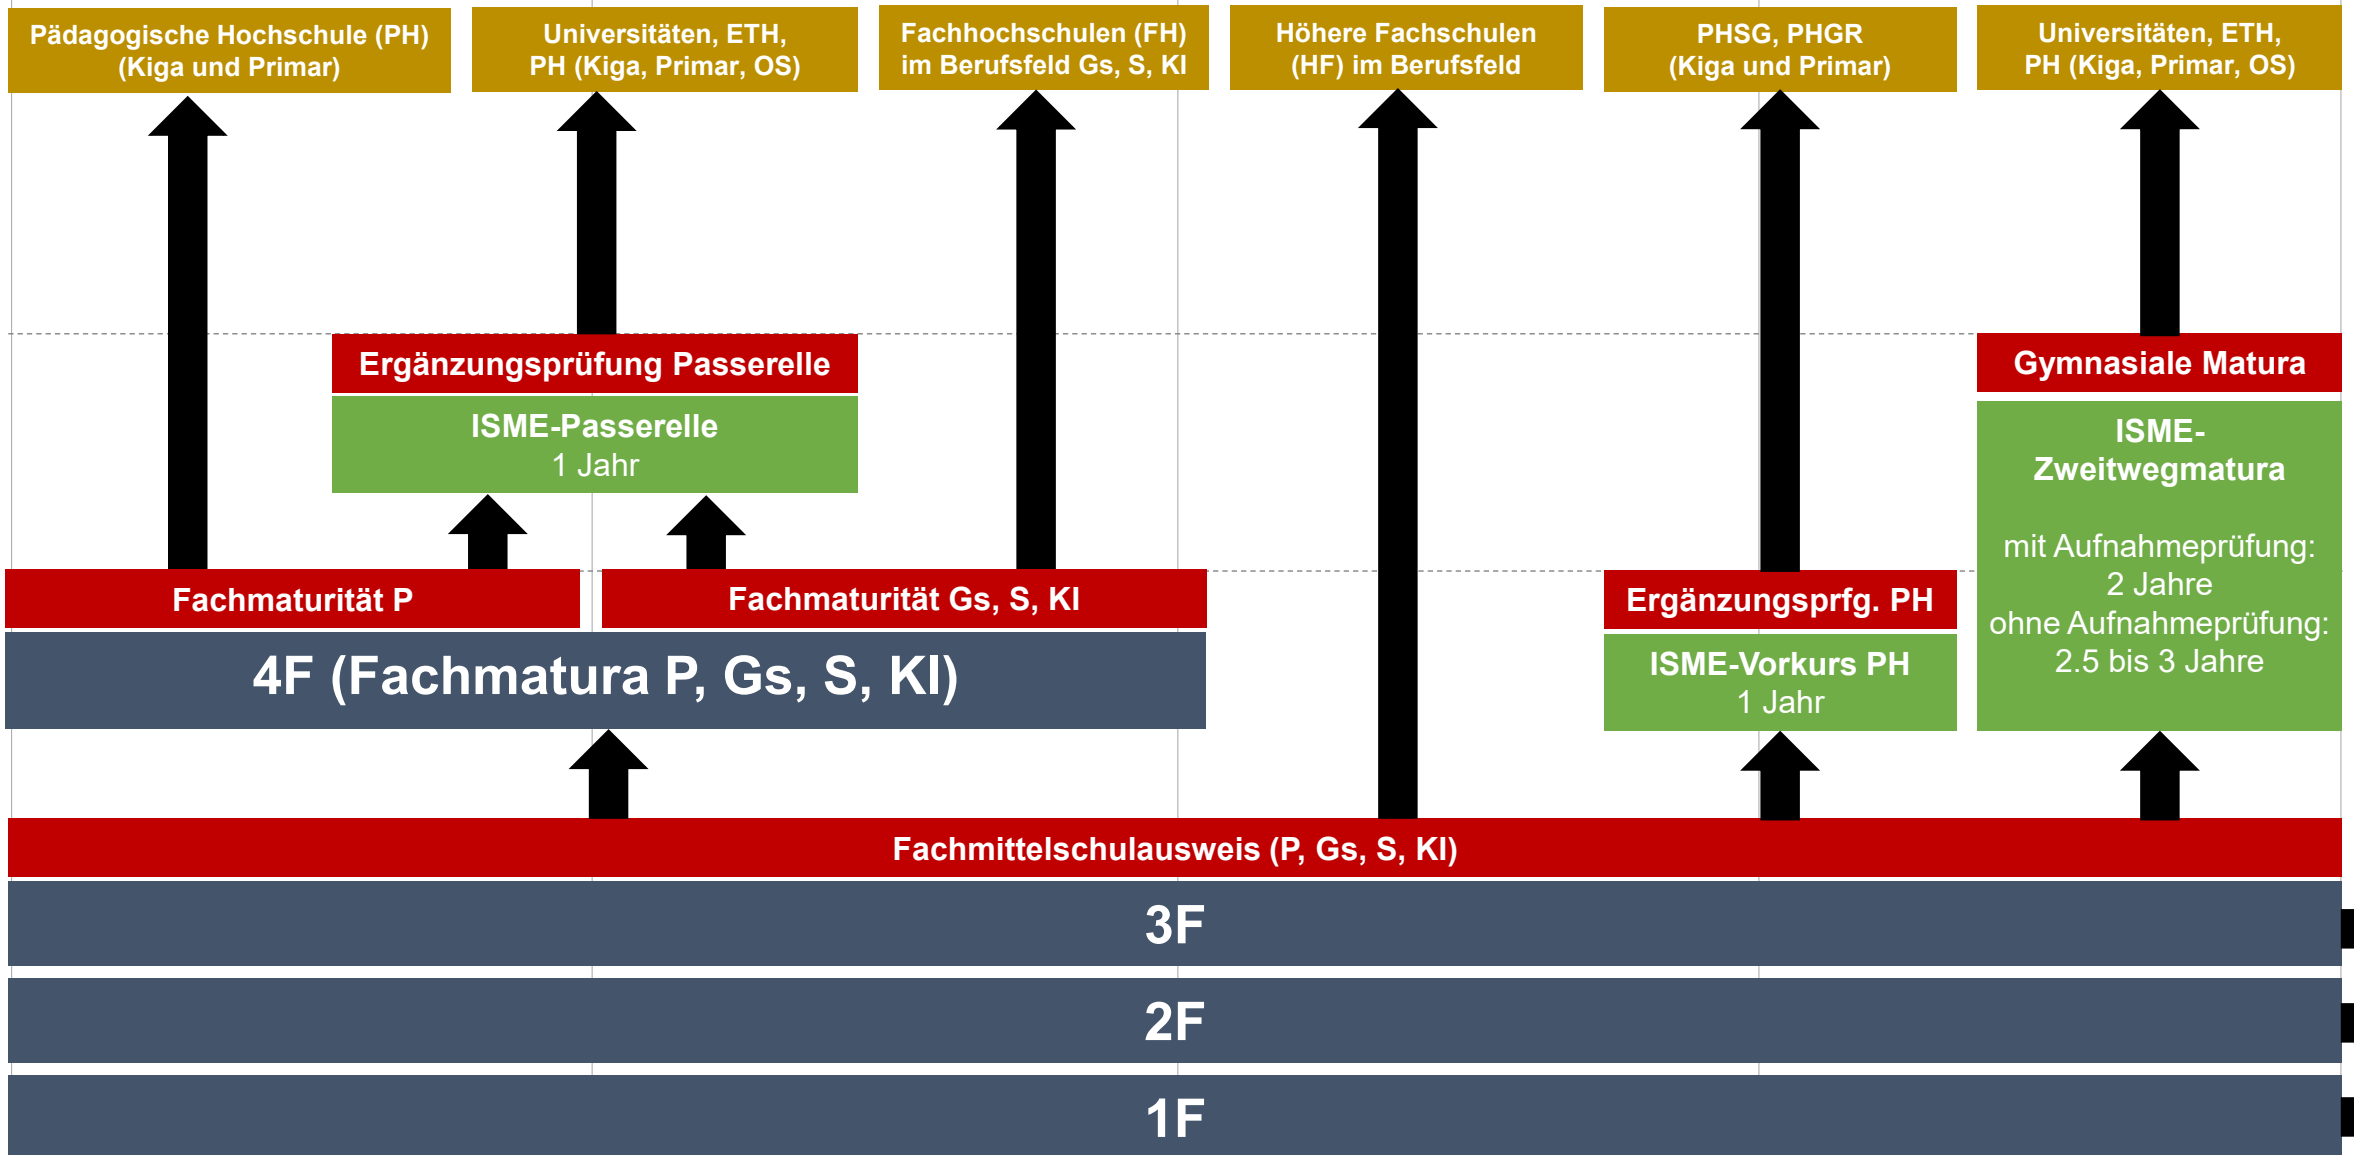 Pädagogische Hochschule (PH)
(Kiga und Primar)
Universitäten, ETH,
PH (Kiga, Primar, OS)
Fachhochschulen (FH)
im Berufsfeld Gs, S, KI
Höhere Fachschulen
(HF) im Berufsfeld
PHSG, PHGR
(Kiga und Primar)
Universitäten, ETH,
PH (Kiga, Primar, OS)
Ergänzungsprüfung Passerelle
ISME-Passerelle
1 Jahr
Gymnasiale Matura
ISME-
Zweitwegmatura
mit Aufnahmeprüfung:
2 Jahre
ohne Aufnahmeprüfung:
2.5 bis 3 Jahre
Fachmaturität P
Fachmaturität Gs, S, KI
Ergänzungsprfg. PH
ISME-Vorkurs PH
1 Jahr
4F (Fachmatura P, Gs, S, KI)
Fachmittelschulausweis (P, Gs, S, KI)
3F
2F
1F